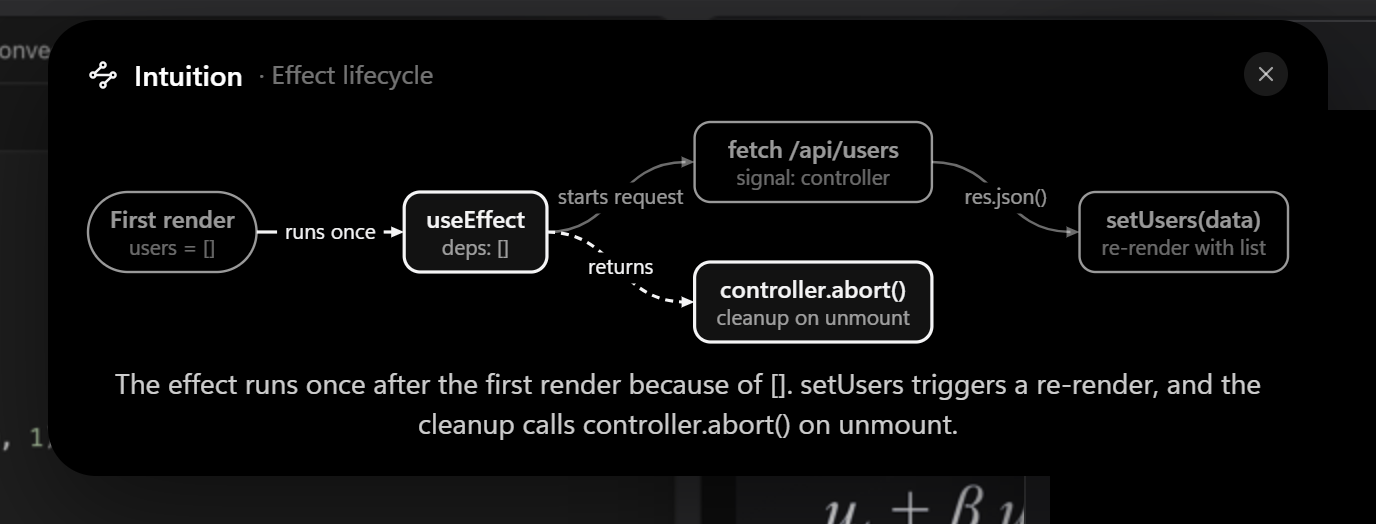 onve
Intuition · Effect lifecycle
fetch /api/users
signal: controller
starts request
res.json()
First render
users = []
runs once
useEffect
deps: []
setUsers(data)
re-render with list
returns
controller.abort()
cleanup on unmount
The effect runs once after the first render because of []. setUsers triggers a re-render, and the
cleanup calls controller.abort() on unmount.
, 1